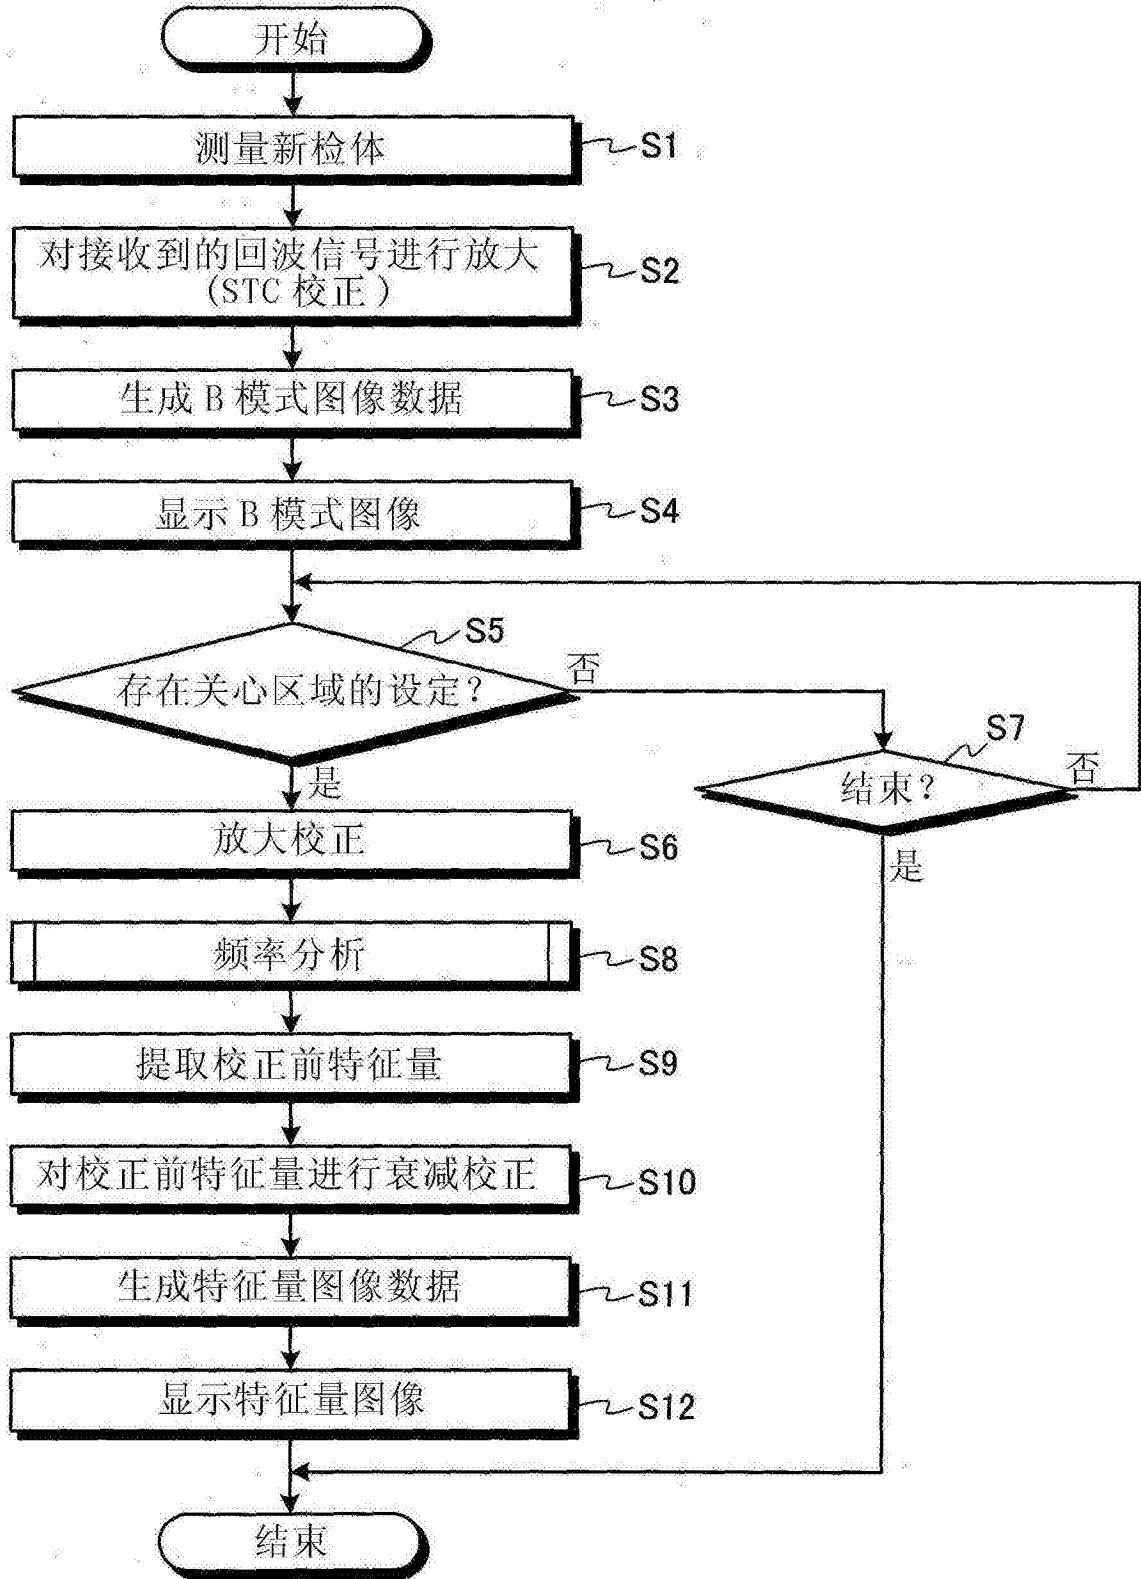 开始
测量新检体
S1
对接收到的回波信号进行放大
(STC 校正)
S2
生成 B 模式图像数据
S3
显示 B 模式图像
S4
S5
存在关心区域的设定?
否
S7
结束?
否
是
是
放大校正
S6
频率分析
S8
提取校正前特征量
S9
对校正前特征量进行衰减校正
S10
生成特征量图像数据
S11
显示特征量图像
S12
结束